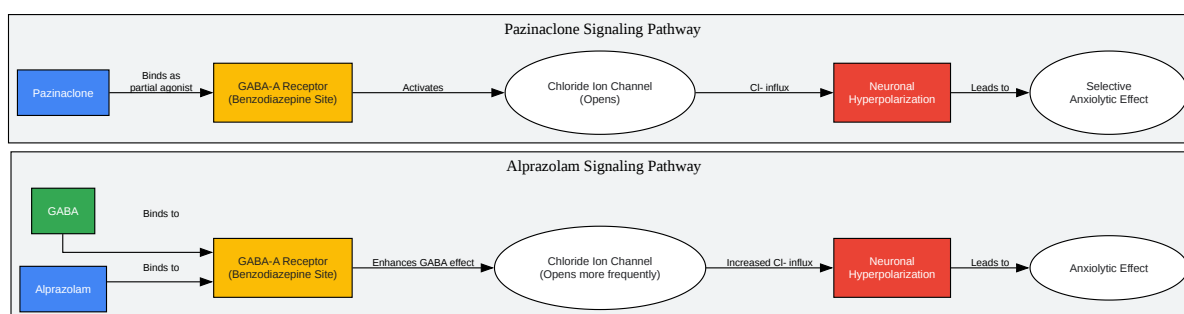 Pazinaclone Signaling Pathway
Pazinaclone
Binds as
partial agonist
GABA-A Receptor
(Benzodiazepine Site)
Activates
Chloride Ion Channel
(Opens)
Cl- influx
Neuronal
Hyperpolarization
Leads to
Selective
Anxiolytic Effect
Alprazolam Signaling Pathway
GABA
Binds to
Alprazolam
Binds to
GABA-A Receptor
(Benzodiazepine Site)
Enhances GABA effect
Chloride Ion Channel
(Opens more frequently)
Increased Cl- influx
Neuronal
Hyperpolarization
Leads to
Anxiolytic Effect